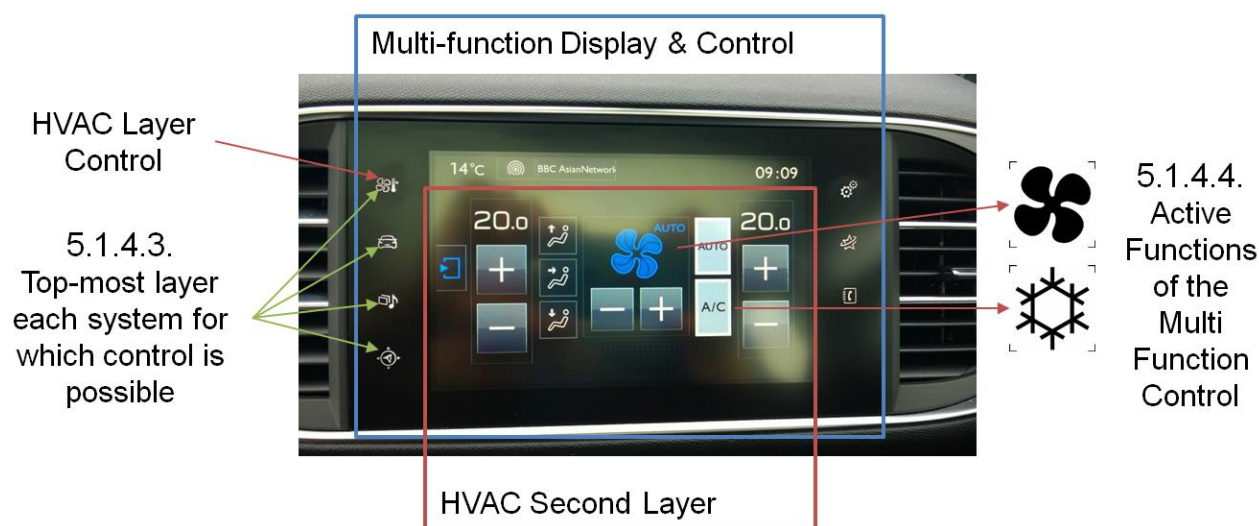 Multi-function Display & Control
HVAC Layer
Control
5.1.4.3.
Top-most layer
each system for
which control is
possible
14°C
BBC AsianNetwork
09:09
20.0
AUTO
AUTO
20.0
+
+
−
−
+
A/C
−
5.1.4.4.
Active
Functions
of the
Multi
Function
Control
HVAC Second Layer